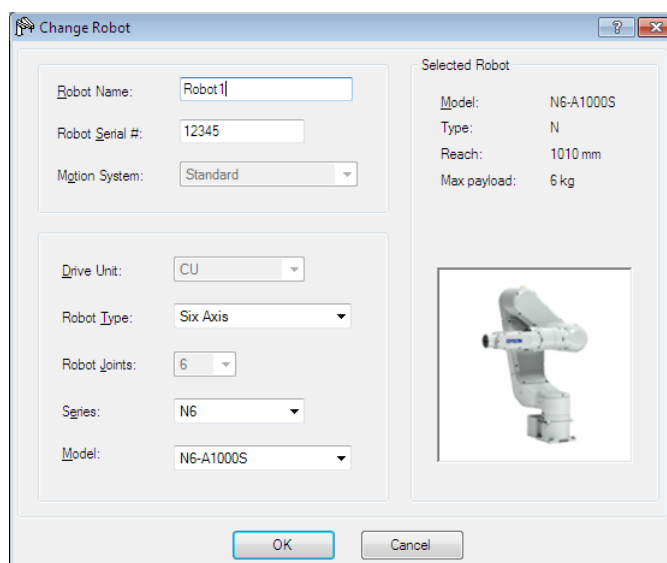 Change Robot
Robot Name: Robot1
Robot Serial #: 12345
Motion System: Standard
Drive Unit: CU
Robot Type: Six Axis
Robot Joints: 6
Series: N6
Model: N6-A1000S
Selected Robot
Model: N6-A1000S
Type: N
Reach: 1010 mm
Max payload: 6 kg
EPSON
OK
Cancel